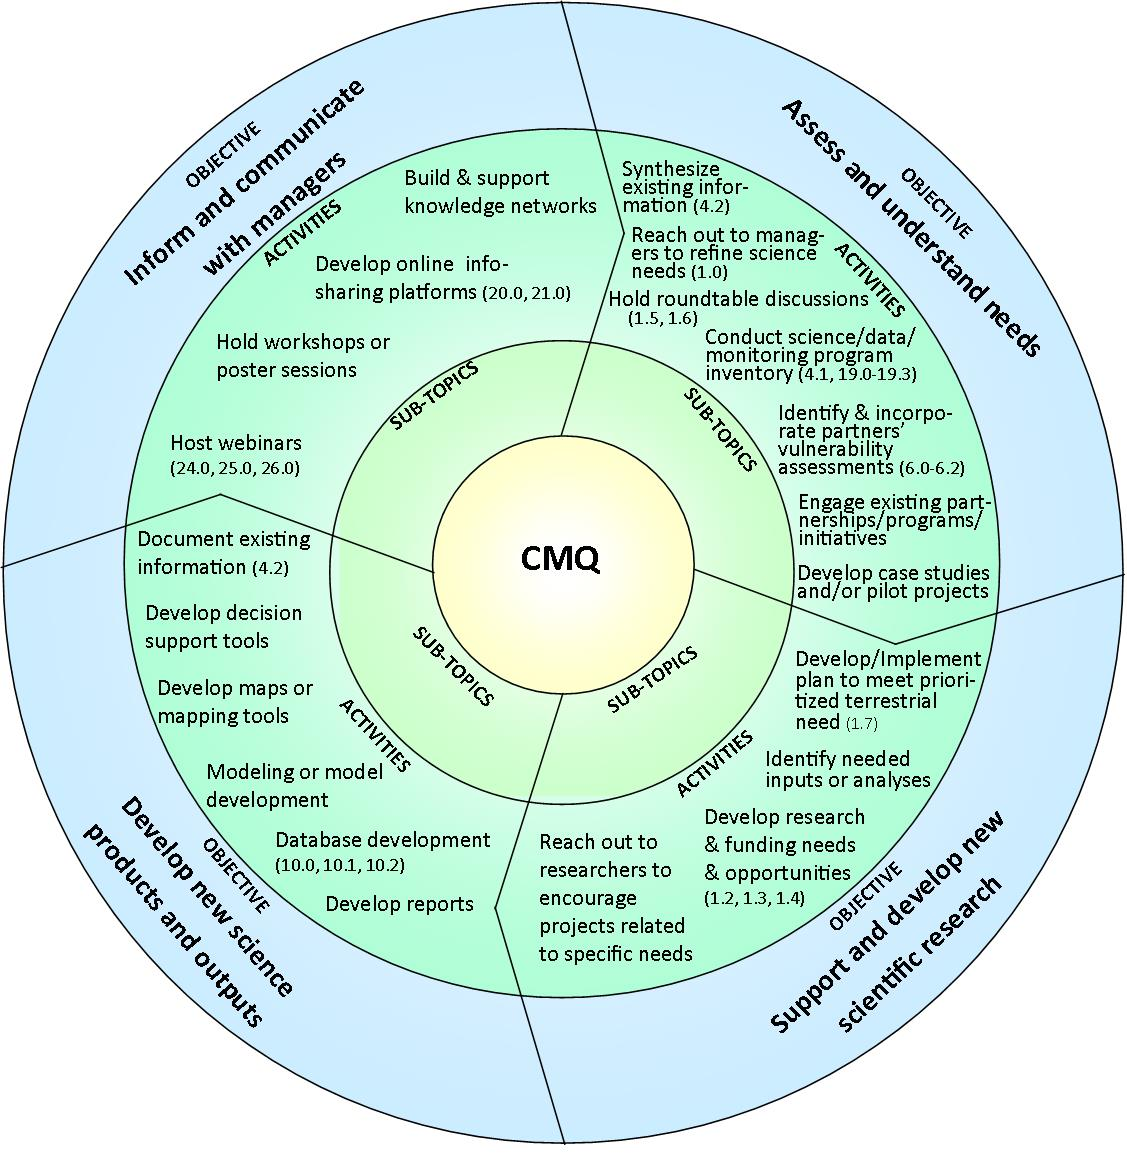 OBJECTIVE
Inform and communicate
with managers
ACTIVITIES
Build & support
knowledge networks
Develop online info-
sharing platforms (20.0, 21.0)
Hold workshops or
poster sessions
Host webinars
(24.0, 25.0, 26.0)
SUB-TOPICS
OBJECTIVE
Assess and understand needs
ACTIVITIES
Synthesize
existing infor-
mation (4.2)
Reach out to manag-
ers to refine science
needs (1.0)
Hold roundtable discussions
(1.5, 1.6)
Conduct science/data/
monitoring program
inventory (4.1, 19.0-19.3)
Identify & incorpo-
rate partners’
vulnerability
assessments (6.0-6.2)
Engage existing part-
nerships/programs/
initiatives
Develop case studies
and/or pilot projects
SUB-TOPICS
CMQ
Document existing
information (4.2)
Develop decision
support tools
Develop maps or
mapping tools
Modeling or model
development
Database development
(10.0, 10.1, 10.2)
Develop reports
SUB-TOPICS
ACTIVITIES
OBJECTIVE
Develop new science
products and outputs
SUB-TOPICS
ACTIVITIES
Develop/Implement
plan to meet priori-
tized terrestrial
need (1.7)
Identify needed
inputs or analyses
Develop research
& funding needs
& opportunities
(1.2, 1.3, 1.4)
Reach out to
researchers to
encourage
projects related
to specific needs
OBJECTIVE
Support and develop new
scientific research